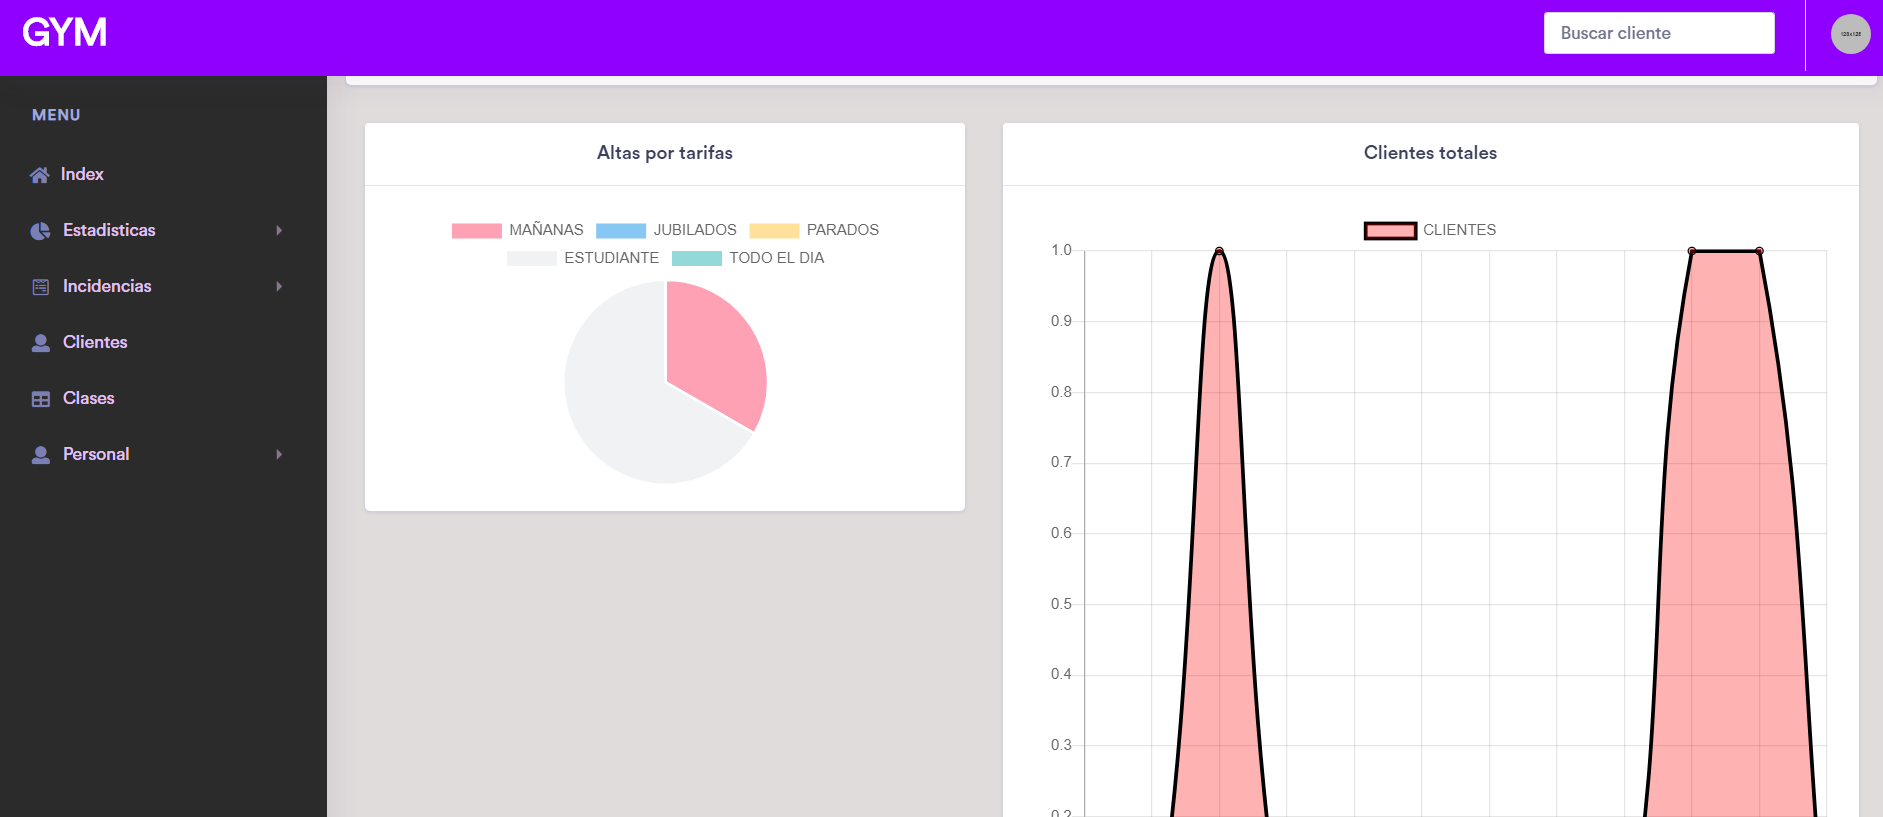 GYM
Buscar cliente
128x128
MENU
Index
Estadisticas
Incidencias
Clientes
Clases
Personal
Altas por tarifas
MAÑANAS JUBILADOS PARADOS
ESTUDIANTE TODO EL DIA
Clientes totales
CLIENTES
1.0
0.9
0.8
0.7
0.6
0.5
0.4
0.3
0.2